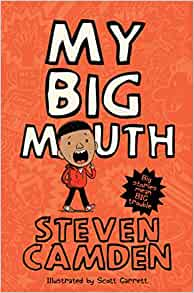 MY
BIG
MOUTH
Big
stories
mean
BIG
trouble
STEVEN
CAMDEN
Illustrated by Scott Garrett